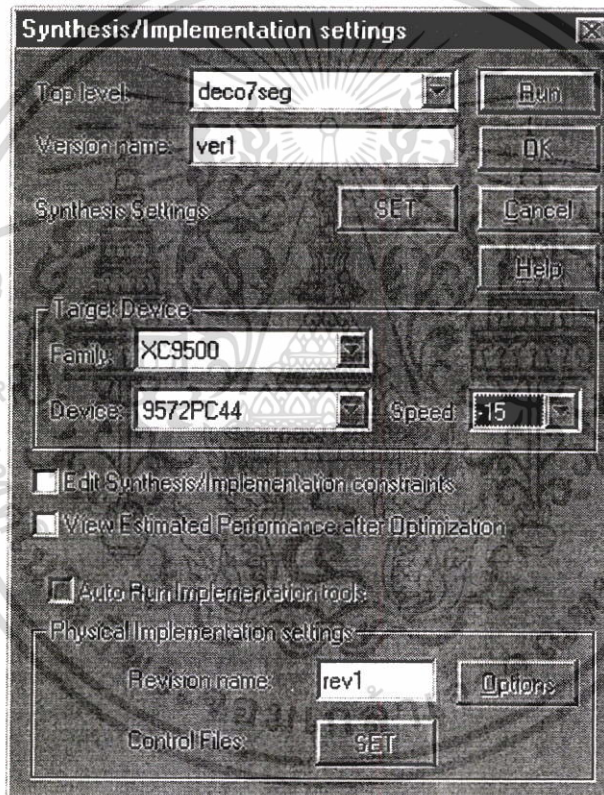 Synthesis/Implementation settings
Top level: deco7seg Run
Version name: ver1 OK
Synthesis Settings: SET Cancel
Help
Target Device
Family: XC9500
Device: 9572PC44 Speed: -15
Edit Synthesis/Implementation constraints
View Estimated Performance after Optimization
Auto Run Implementation tools
Physical Implementation settings
Revision name: rev1 Options
Control Files: SET